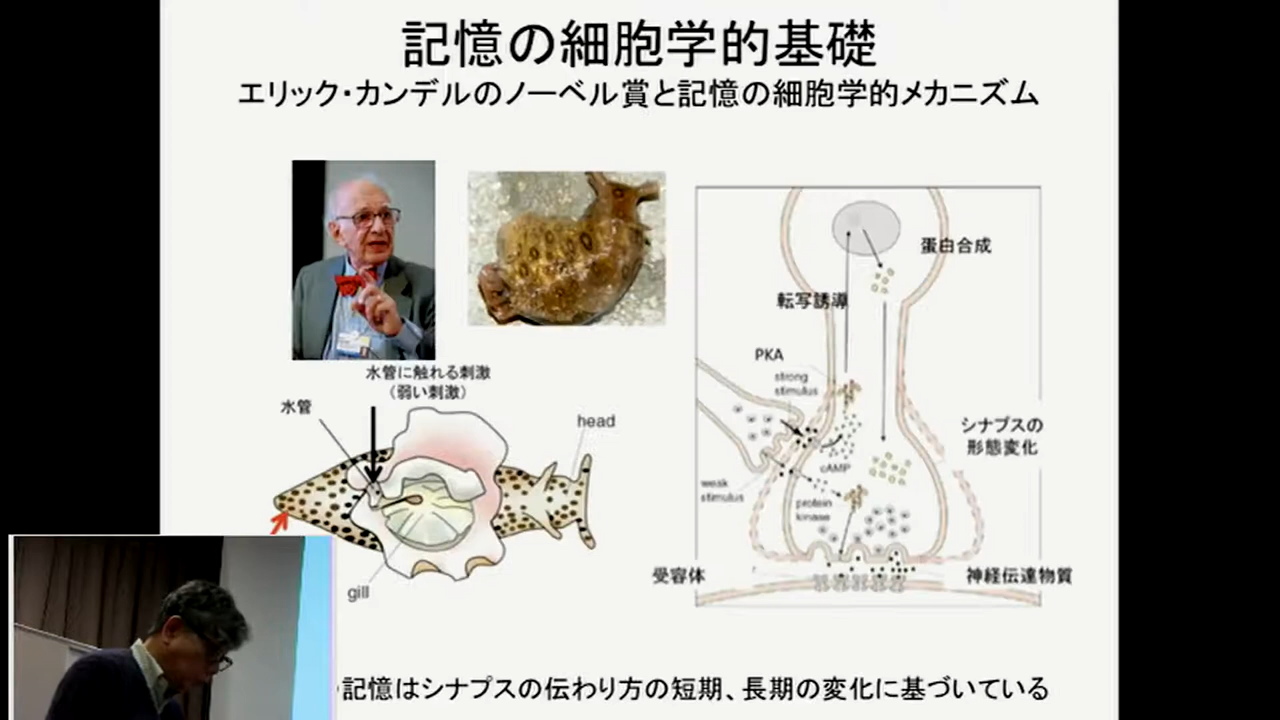 記憶の細胞学的基礎
エリック・カンデルのノーベル賞と記憶の細胞学的メカニズム
水管に触れる刺激
（弱い刺激）
水管
head
gill
蛋白合成
転写誘導
PKA
strong
stimulus
シナプスの
形態変化
cAMP
weak
stimulus
protein
kinase
受容体
神経伝達物質
記憶はシナプスの伝わり方の短期、長期の変化に基づいている